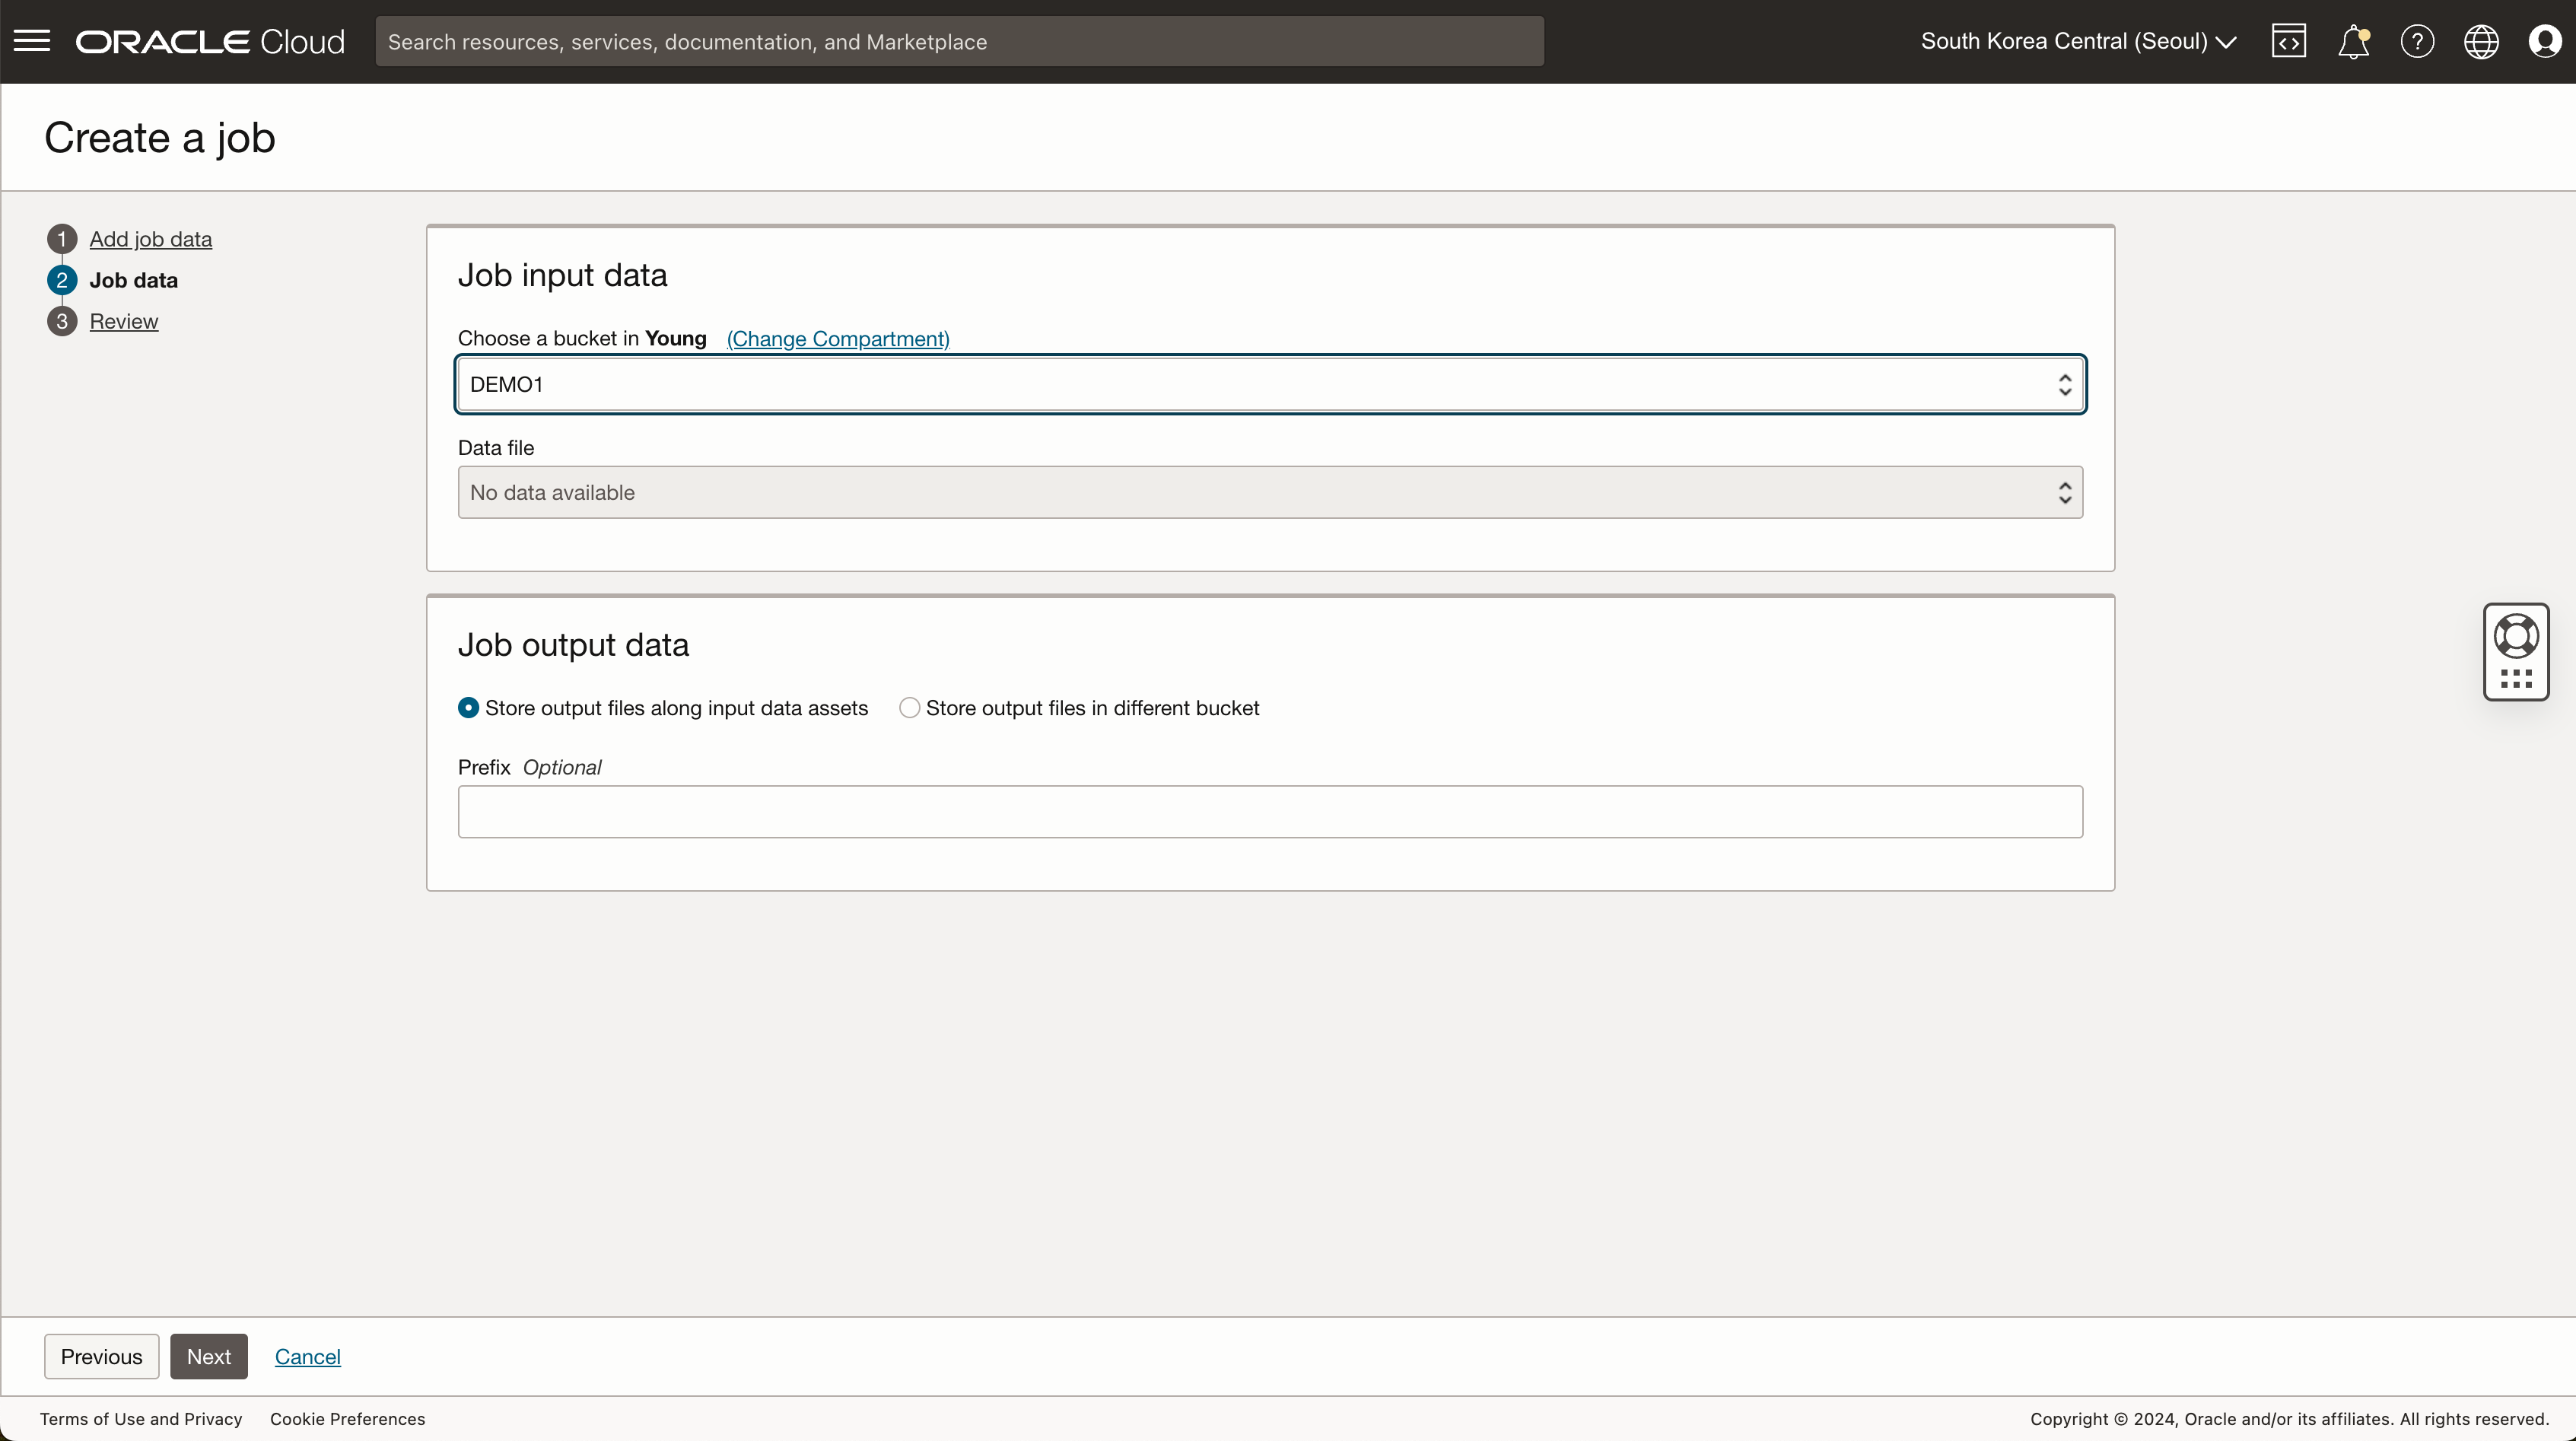 ORACLE Cloud
Search resources, services, documentation, and Marketplace
South Korea Central (Seoul)
Create a job
1 Add job data
2 Job data
3 Review
Job input data
Choose a bucket in Young (Change Compartment)
DEMO1
Data file
No data available
Job output data
Store output files along input data assets
Store output files in different bucket
Prefix Optional
Previous
Next
Cancel
Terms of Use and Privacy
Cookie Preferences
Copyright © 2024, Oracle and/or its affiliates. All rights reserved.